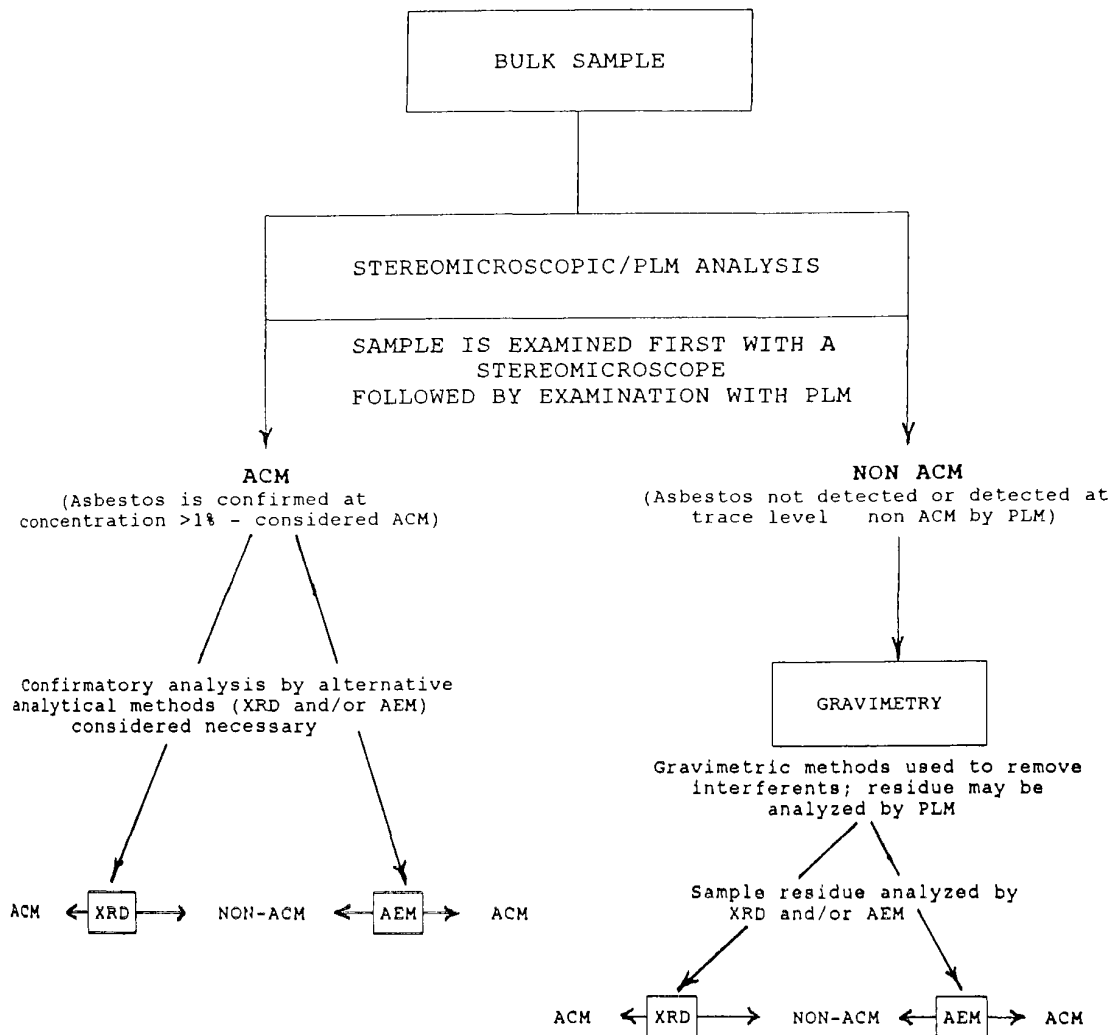 BULK SAMPLE
STEREOMICROSCOPIC/PLM ANALYSIS
SAMPLE IS EXAMINED FIRST WITH A
STEREOMICROSCOPE
FOLLOWED BY EXAMINATION WITH PLM
ACM
(Asbestos is confirmed at
concentration >1% - considered ACM)
Confirmatory analysis by alternative
analytical methods (XRD and/or AEM)
considered necessary
ACM XRD NON-ACM AEM ACM
NON ACM
(Asbestos not detected or detected at
trace level non ACM by PLM)
GRAVIMETRY
Gravimetric methods used to remove
interferents; residue may be
analyzed by PLM
Sample residue analyzed by
XRD and/or AEM
ACM XRD NON-ACM AEM ACM